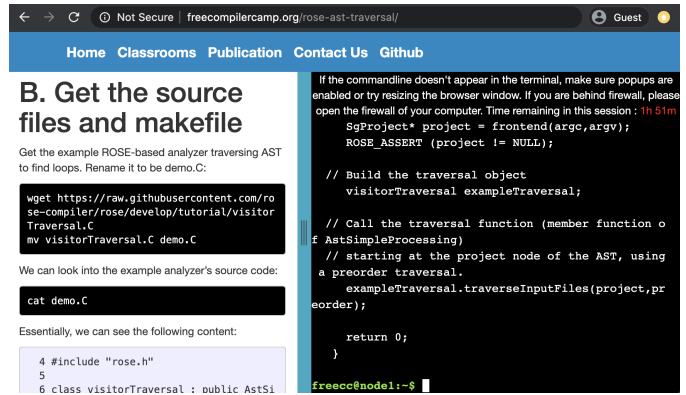 Not Secure | freecompilercamp.org/rose-ast-traversal/
Guest
Home Classrooms Publication Contact Us Github
B. Get the source
files and makefile
Get the example ROSE-based analyzer traversing AST
to find loops. Rename it to be demo.C:
wget https://raw.githubusercontent.com/ro
se-compiler/rose/develop/tutorial/visitor
Traversal.C
mv visitorTraversal.C demo.C
We can look into the example analyzer's source code:
cat demo.C
Essentially, we can see the following content:
4 #include "rose.h"
5
6 class visitorTraversal : public AstSi
If the commandline doesn't appear in the terminal, make sure popups are
enabled or try resizing the browser window. If you are behind firewall, please
open the firewall of your computer. Time remaining in this session : 1h 51m
SgProject* project = frontend(argc,argv);
ROSE_ASSERT (project != NULL);
// Build the traversal object
visitorTraversal exampleTraversal;
// Call the traversal function (member function o
f AstSimpleProcessing)
// starting at the project node of the AST, using
a preorder traversal.
exampleTraversal.traverseInputFiles(project,pr
eorder);
return 0;
}
freecc@node1:~$